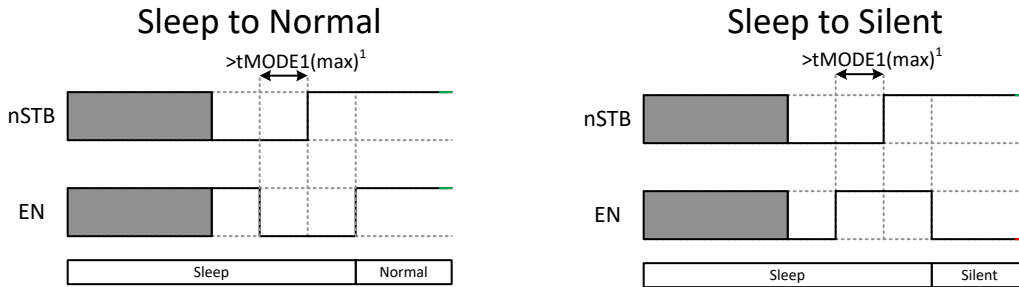 Sleep to Normal
>tMODE1(max)1
nSTB
EN
Sleep
Normal
Sleep to Silent
>tMODE1(max)1
nSTB
EN
Sleep
Silent